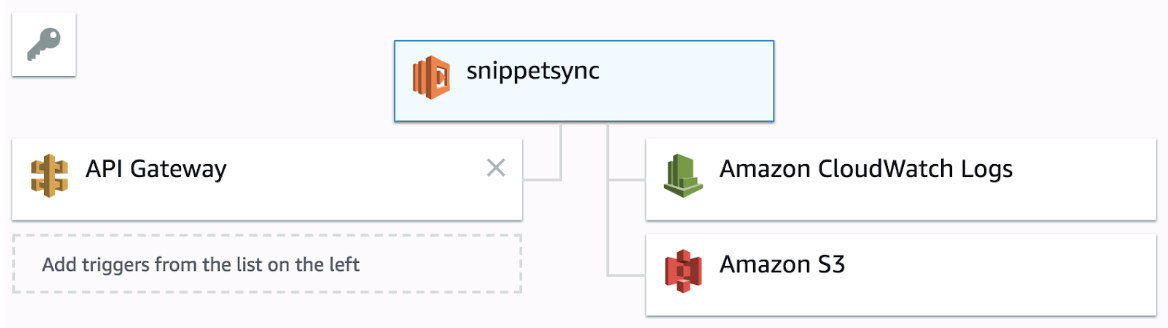 snippetsync
API Gateway
Amazon CloudWatch Logs
Add triggers from the list on the left
Amazon S3